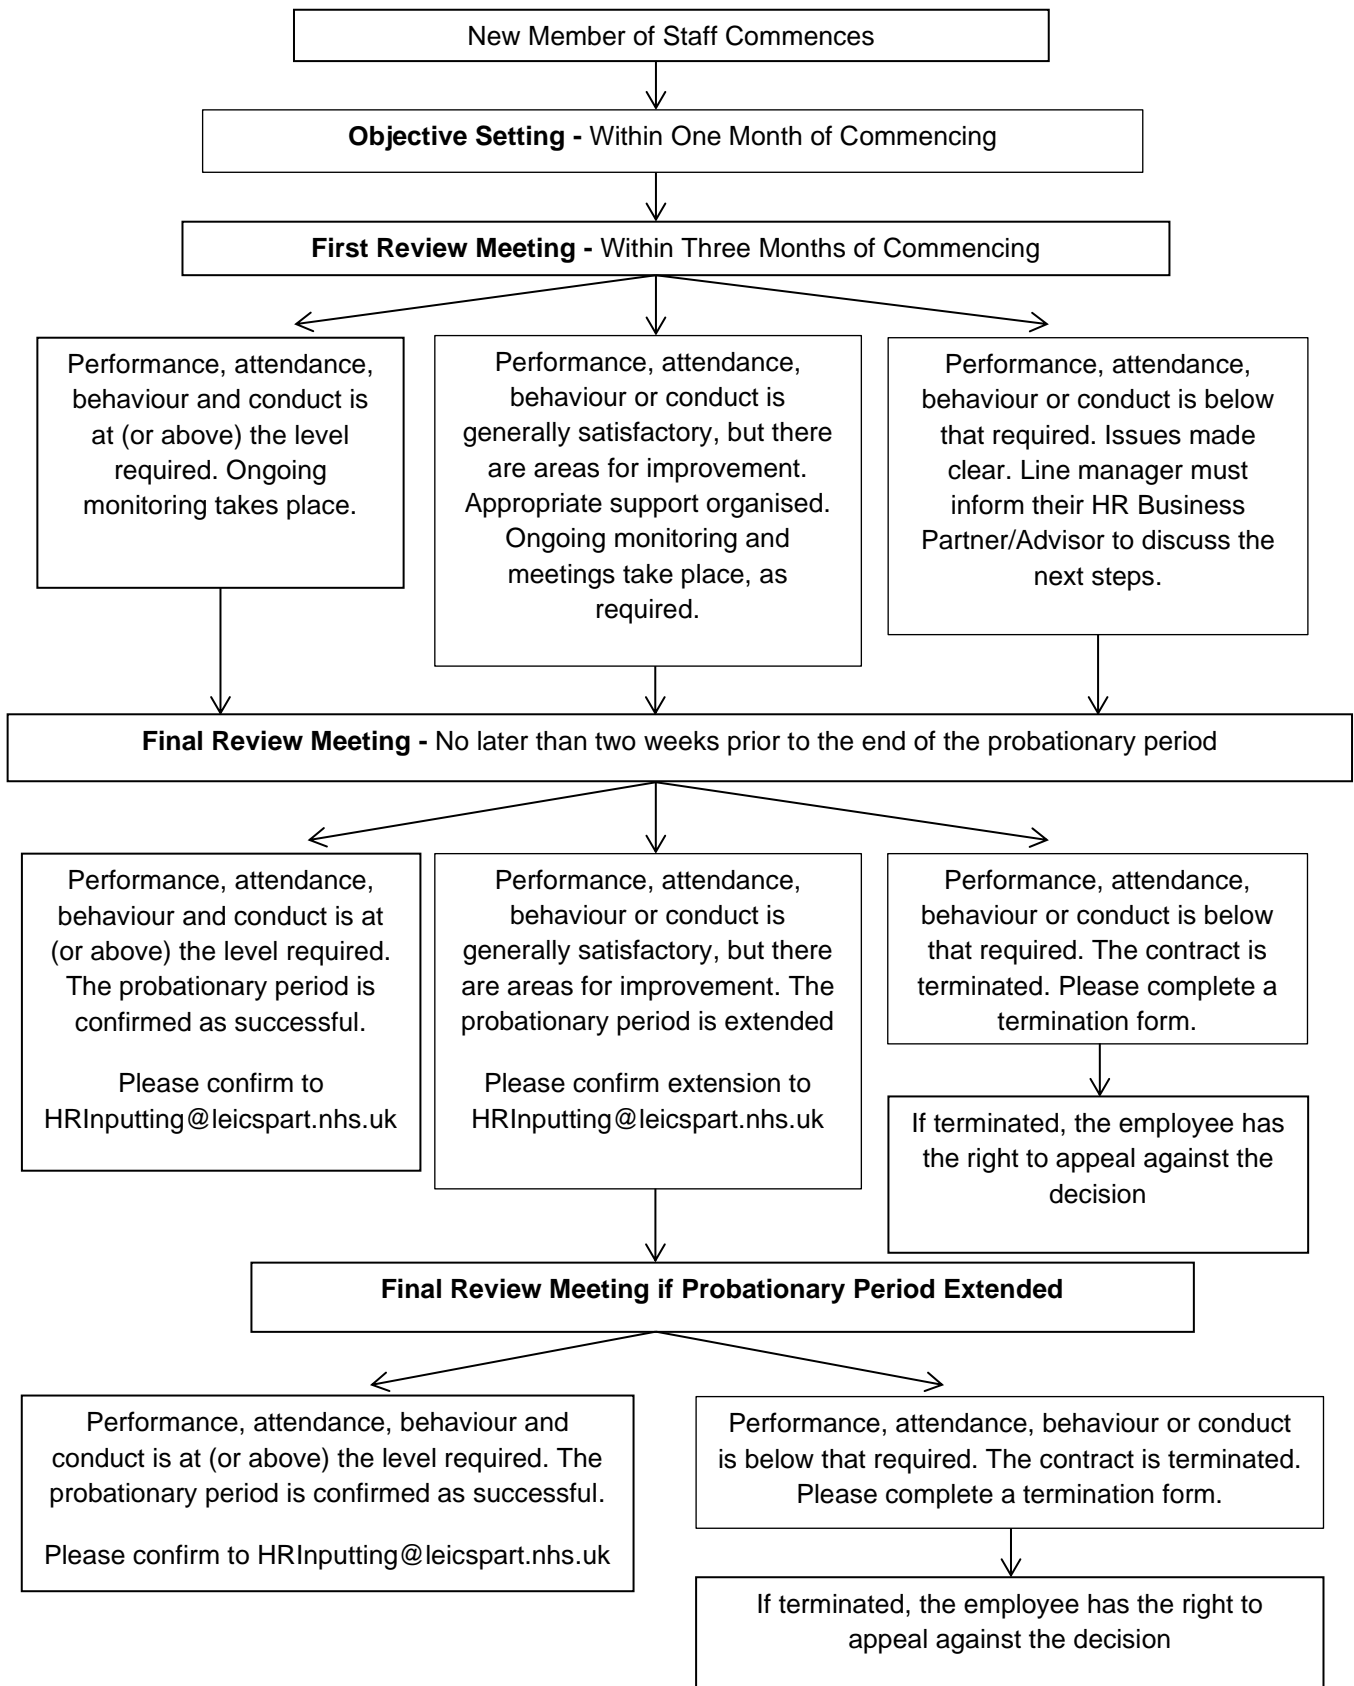 New Member of Staff Commences
Objective Setting - Within One Month of Commencing
First Review Meeting - Within Three Months of Commencing
Performance, attendance,
behaviour and conduct is
at (or above) the level
required. Ongoing
monitoring takes place.
Performance, attendance,
behaviour or conduct is
generally satisfactory, but there
are areas for improvement.
Appropriate support organised.
Ongoing monitoring and
meetings take place, as
required.
Performance, attendance,
behaviour or conduct is below
that required. Issues made
clear. Line manager must
inform their HR Business
Partner/Advisor to discuss the
next steps.
Final Review Meeting - No later than two weeks prior to the end of the probationary period
Performance, attendance,
behaviour and conduct is at
(or above) the level required.
The probationary period is
confirmed as successful.
Please confirm to
HRInputting@leicspart.nhs.uk
Performance, attendance,
behaviour or conduct is
generally satisfactory, but there
are areas for improvement. The
probationary period is extended
Please confirm extension to
HRInputting@leicspart.nhs.uk
Performance, attendance,
behaviour or conduct is below
that required. The contract is
terminated. Please complete a
termination form.
If terminated, the employee has
the right to appeal against the
decision
Final Review Meeting if Probationary Period Extended
Performance, attendance, behaviour and
conduct is at (or above) the level required. The
probationary period is confirmed as successful.
Please confirm to HRInputting@leicspart.nhs.uk
Performance, attendance, behaviour or conduct
is below that required. The contract is terminated.
Please complete a termination form.
If terminated, the employee has the right to
appeal against the decision